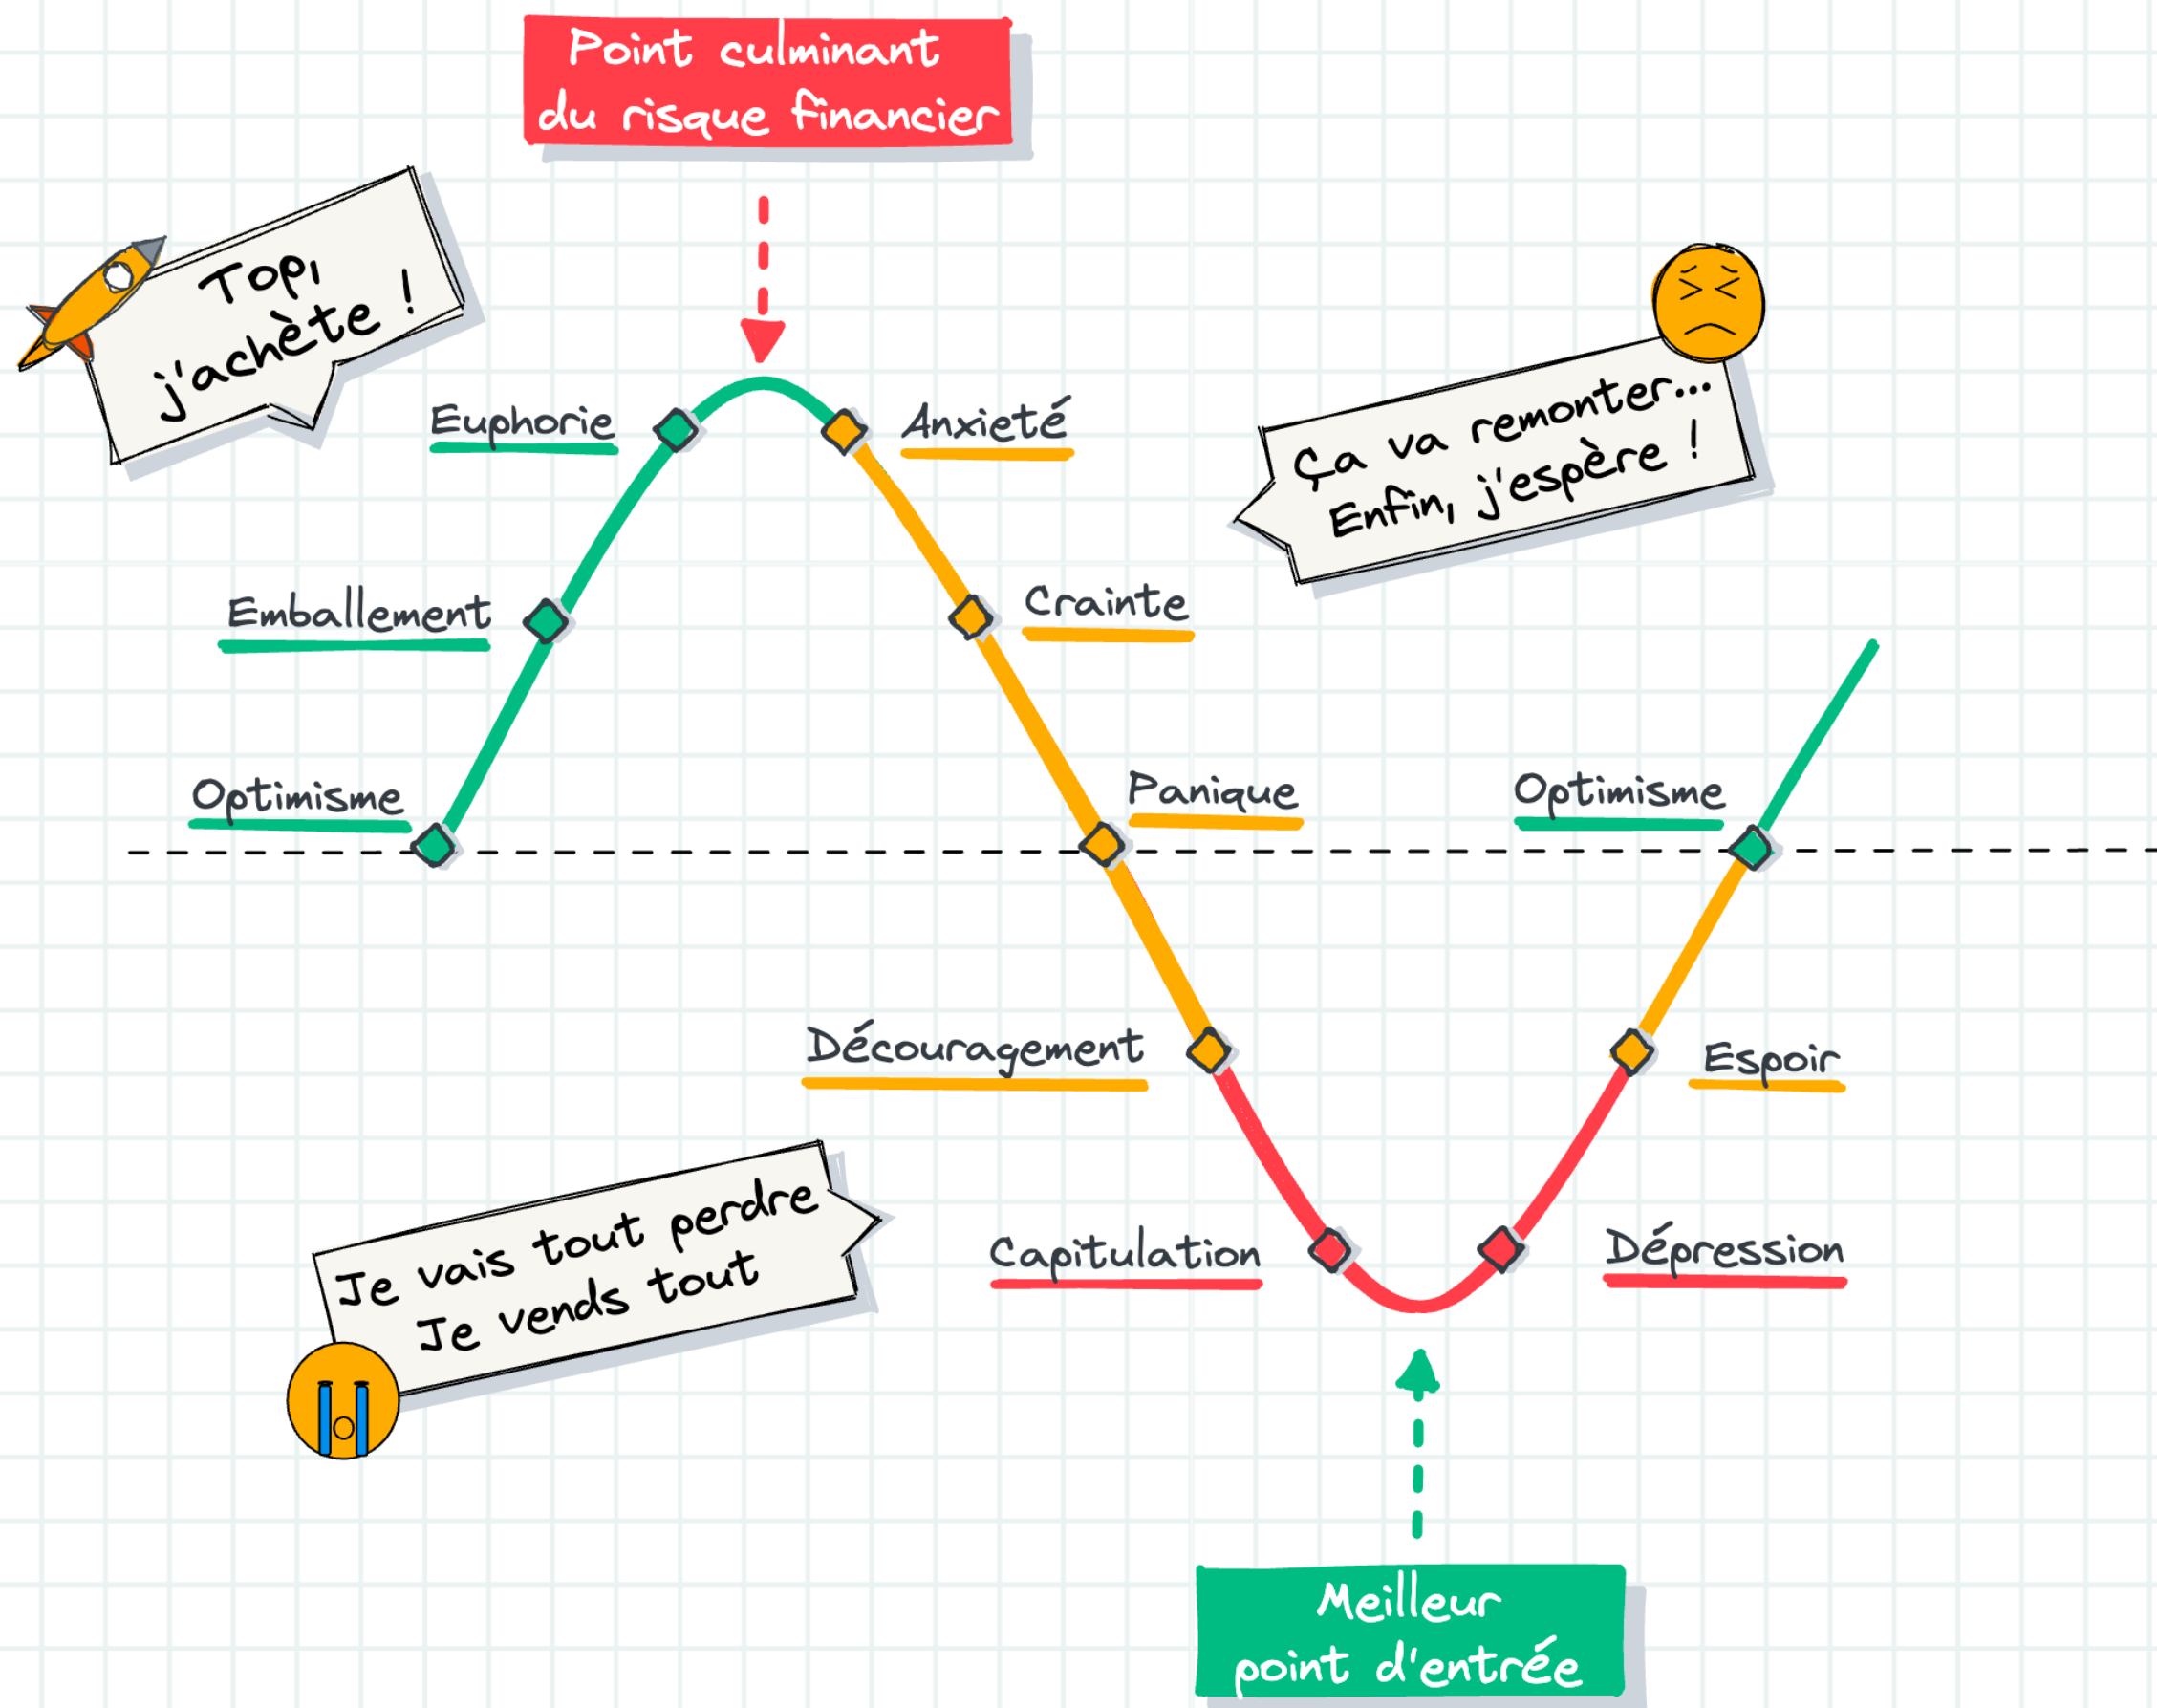 Point culminant
du risque financier
Top,
j'achète !
Ça va remonter...
Enfin, j'espère !
Euphorie
Anxieté
Emballement
Crainte
Optimisme
Panique
Optimisme
Découragement
Espoir
Je vais tout perdre
Je vends tout
Capitulation
Dépression
Meilleur
point d'entrée